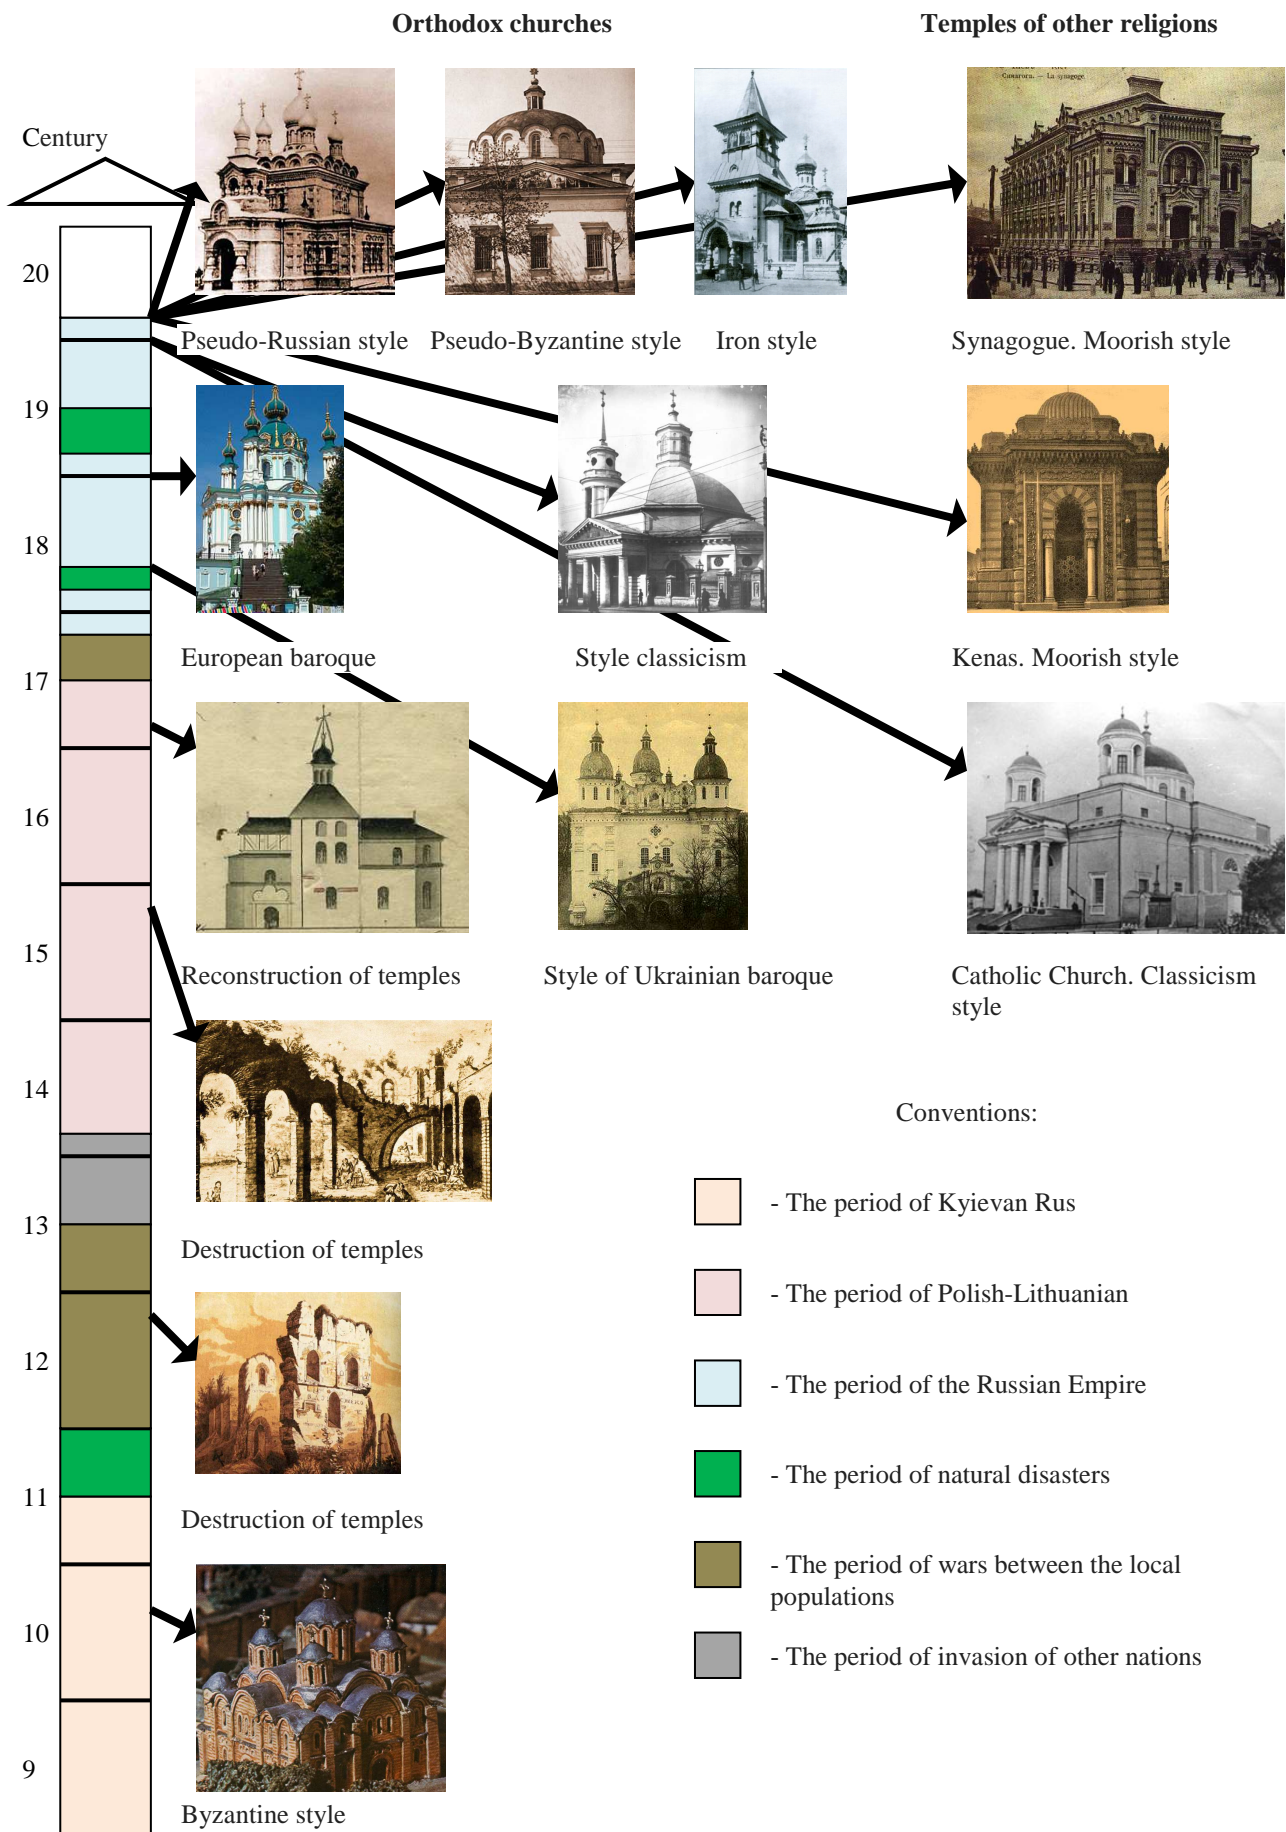 Orthodox churches
Temples of other religions
Синагога. — La synagoge.
Century
20
Pseudo-Russian style
Pseudo-Byzantine style
Iron style
Synagogue. Moorish style
19
18
European baroque
Style classicism
Kenas. Moorish style
17
16
15
Reconstruction of temples
Style of Ukrainian baroque
Catholic Church. Classicism
style
14
Conventions:
- The period of Kyievan Rus
13
Destruction of temples
- The period of Polish-Lithuanian
12
- The period of the Russian Empire
- The period of natural disasters
11
Destruction of temples
- The period of wars between the local
populations
10
- The period of invasion of other nations
9
Byzantine style